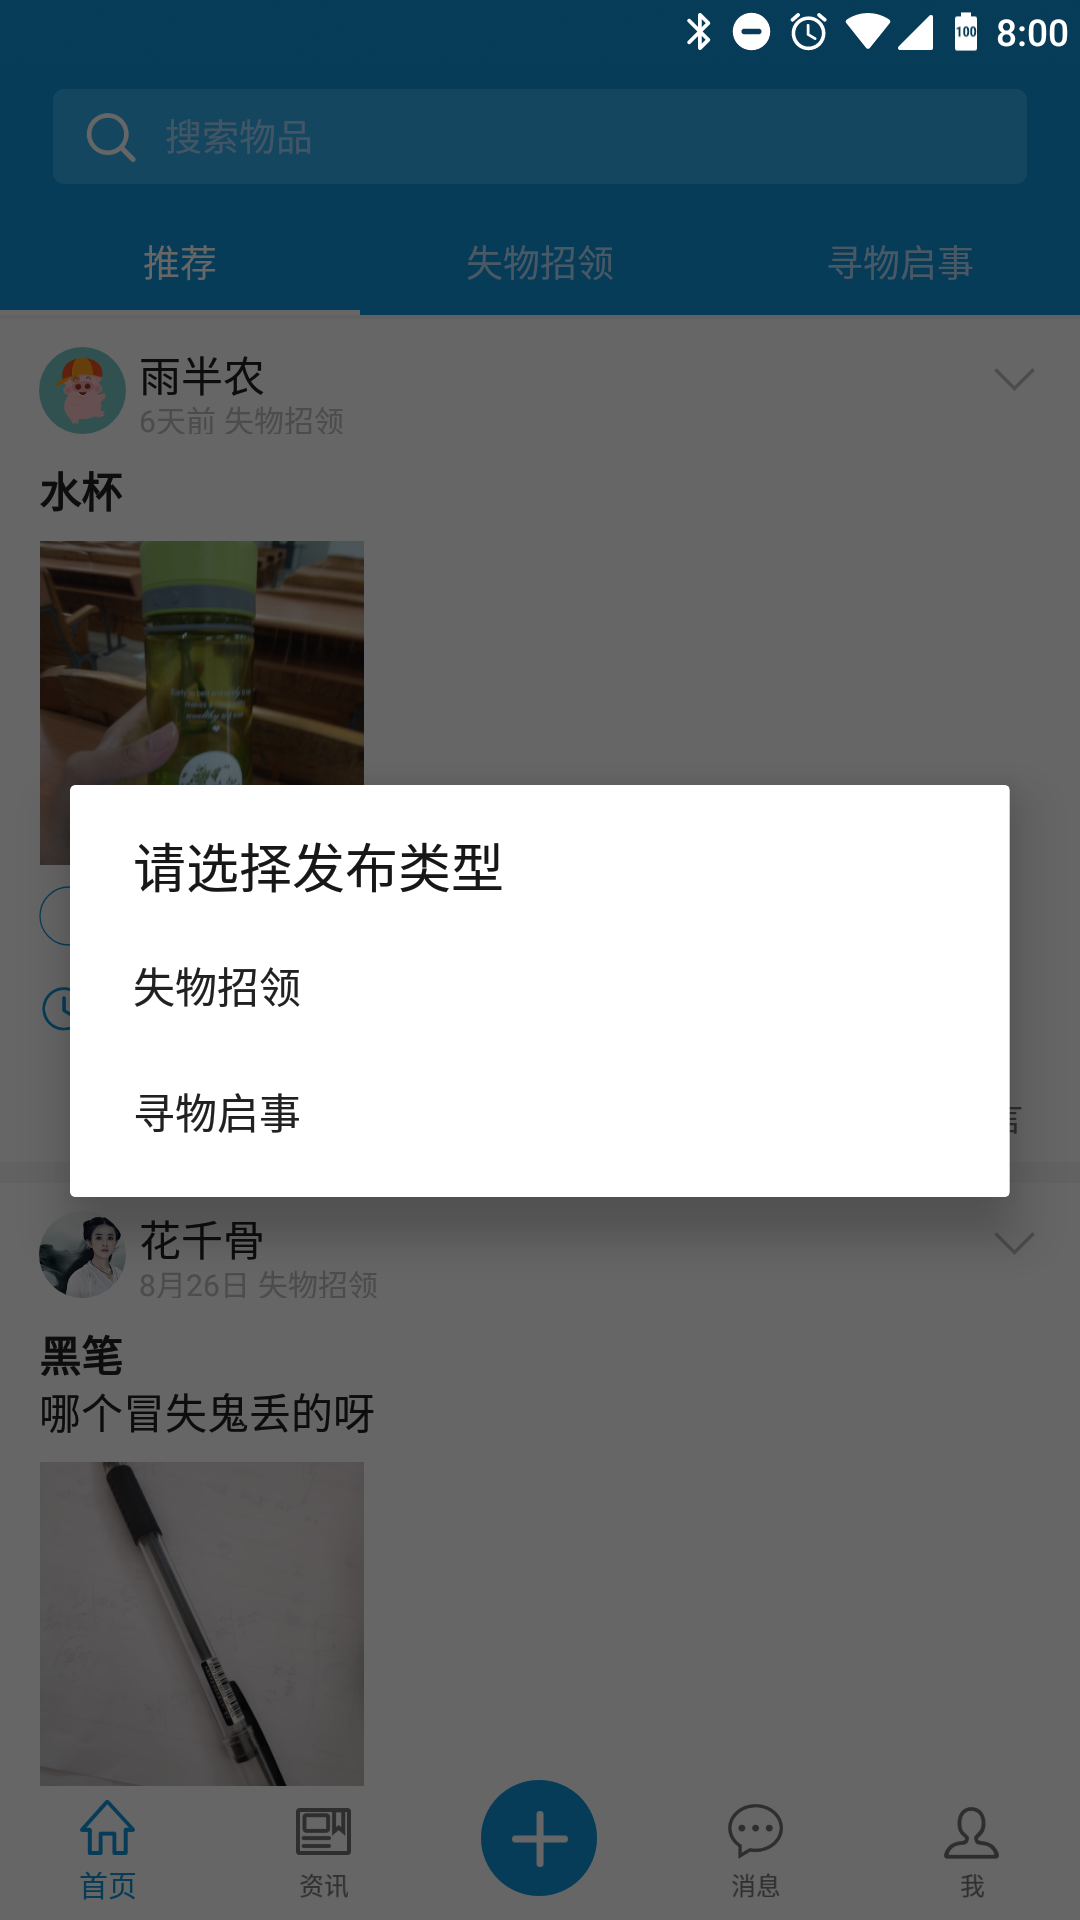 100 8:00
搜索物品
推荐 失物招领 寻物启事
雨半农
6天前 失物招领
水杯
请选择发布类型
失物招领
寻物启事
花千骨
8月26日 失物招领
黑笔
哪个冒失鬼丢的呀
首页 资讯 消息 我